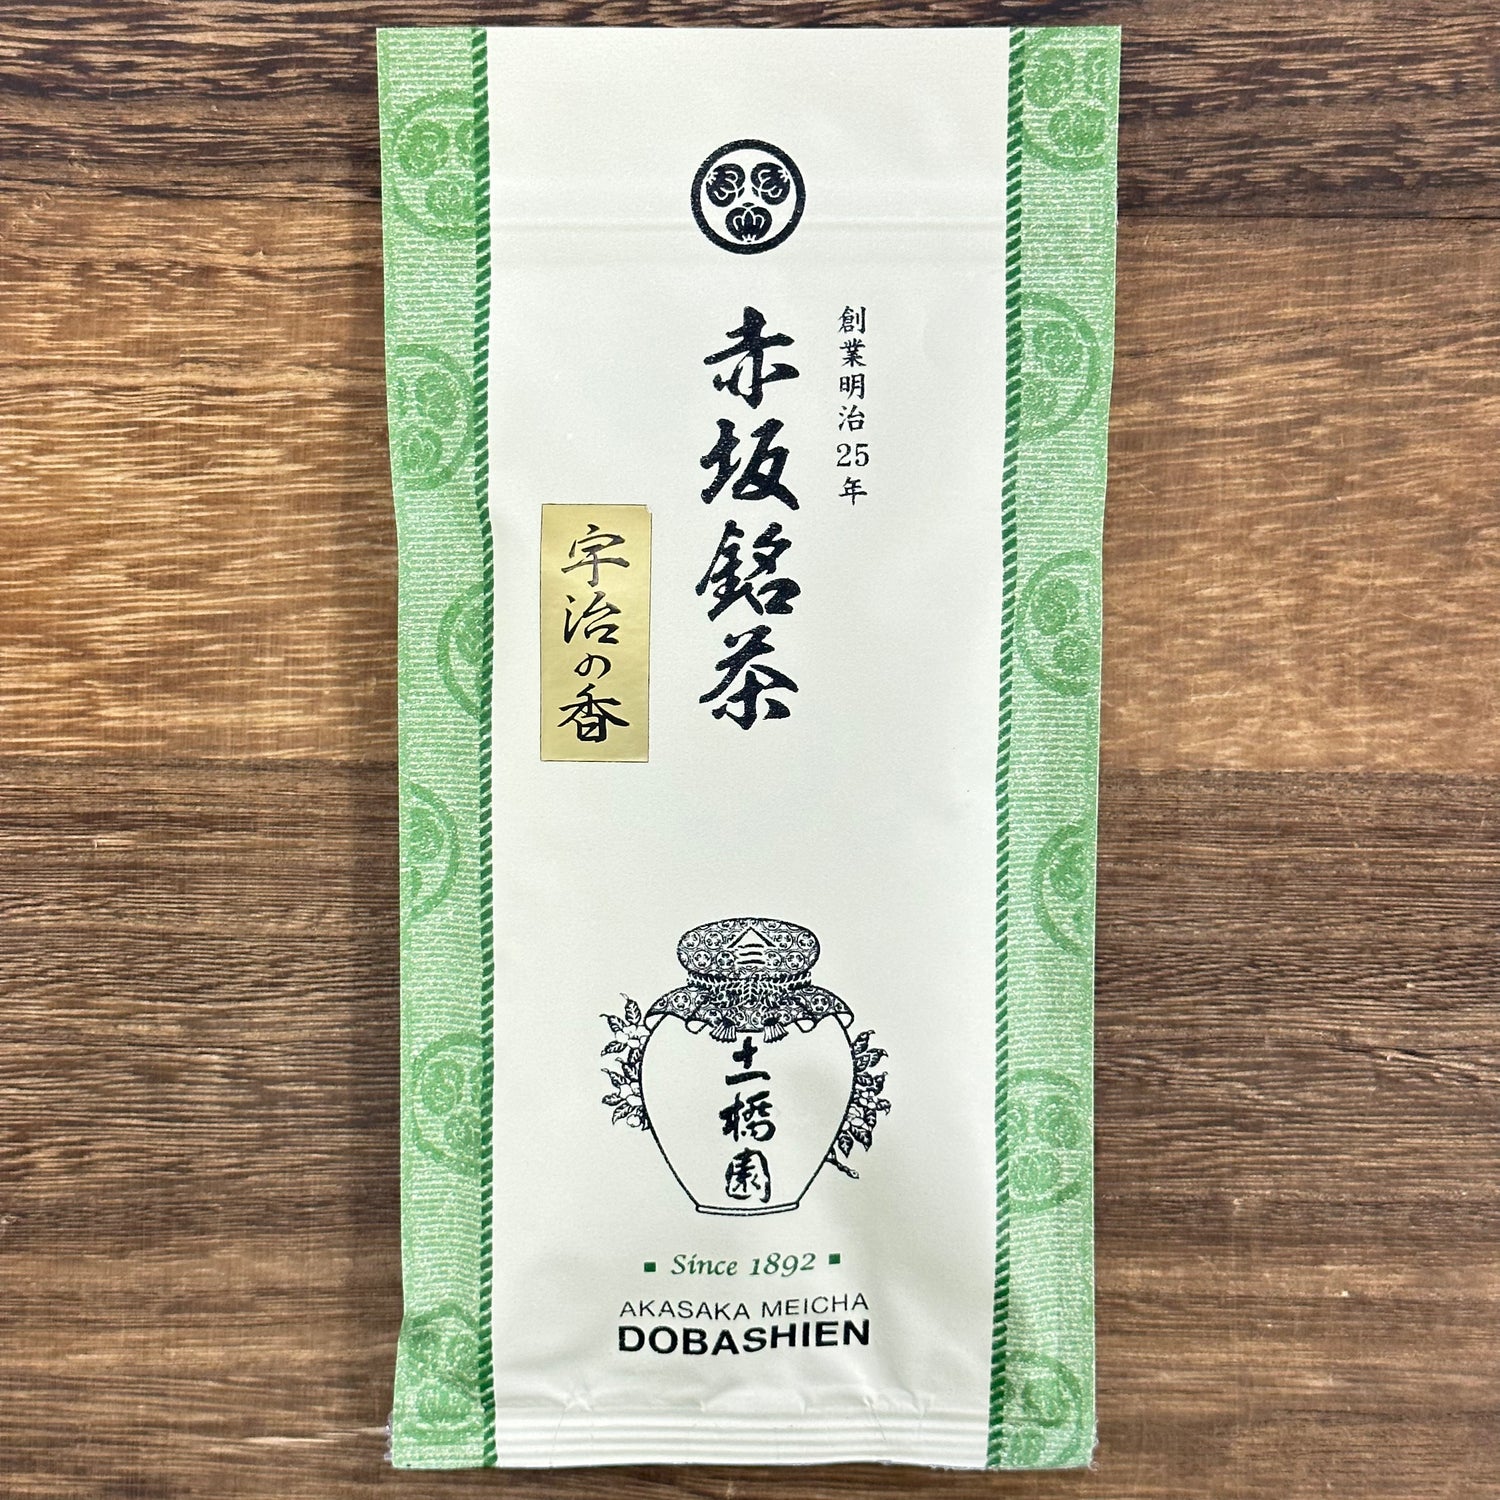 創業明治25年
赤坂銘茶
宇治の香
土橋園
Since 1892
AKASAKA MEICHA
DOBASHIEN